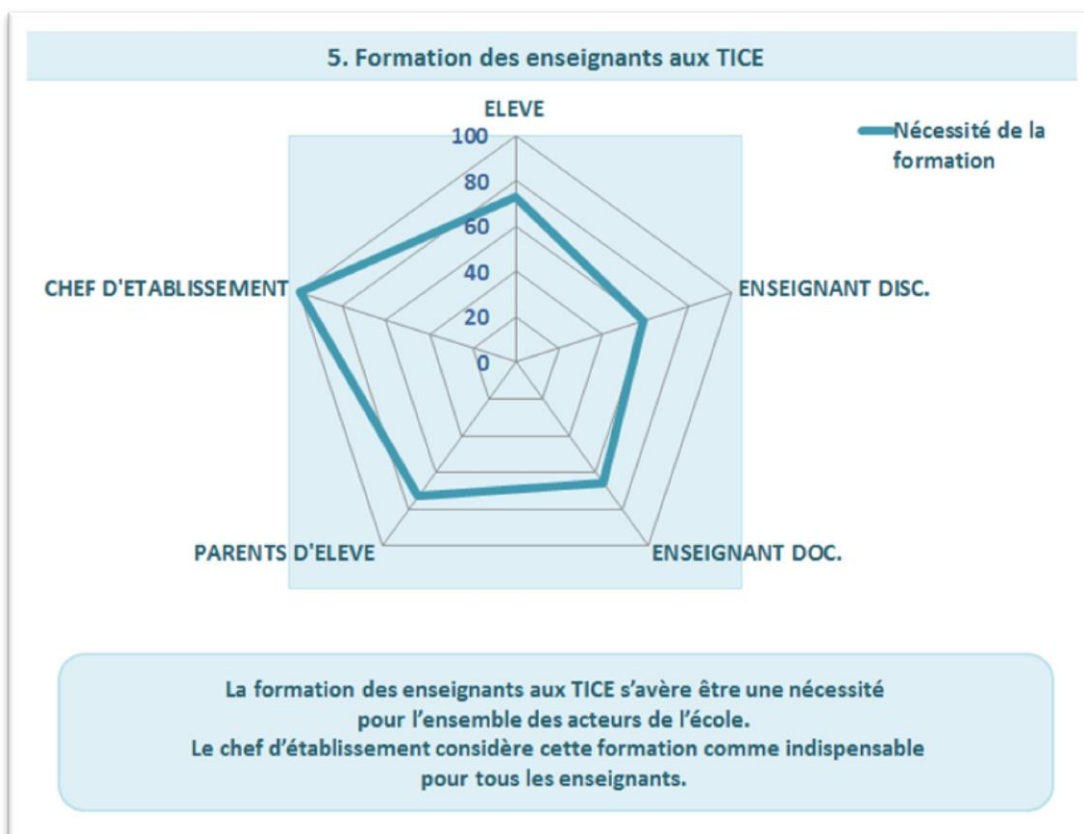 5. Formation des enseignants aux TICE
ELEVE
100
80
60
40
20
0
Nécessité de la
formation
CHEF D'ETABLISSEMENT
ENSEIGNANT DISC.
PARENTS D'ELEVE
ENSEIGNANT DOC.
La formation des enseignants aux TICE s’avère être une nécessité
pour l’ensemble des acteurs de l’école.
Le chef d’établissement considère cette formation comme indispensable
pour tous les enseignants.